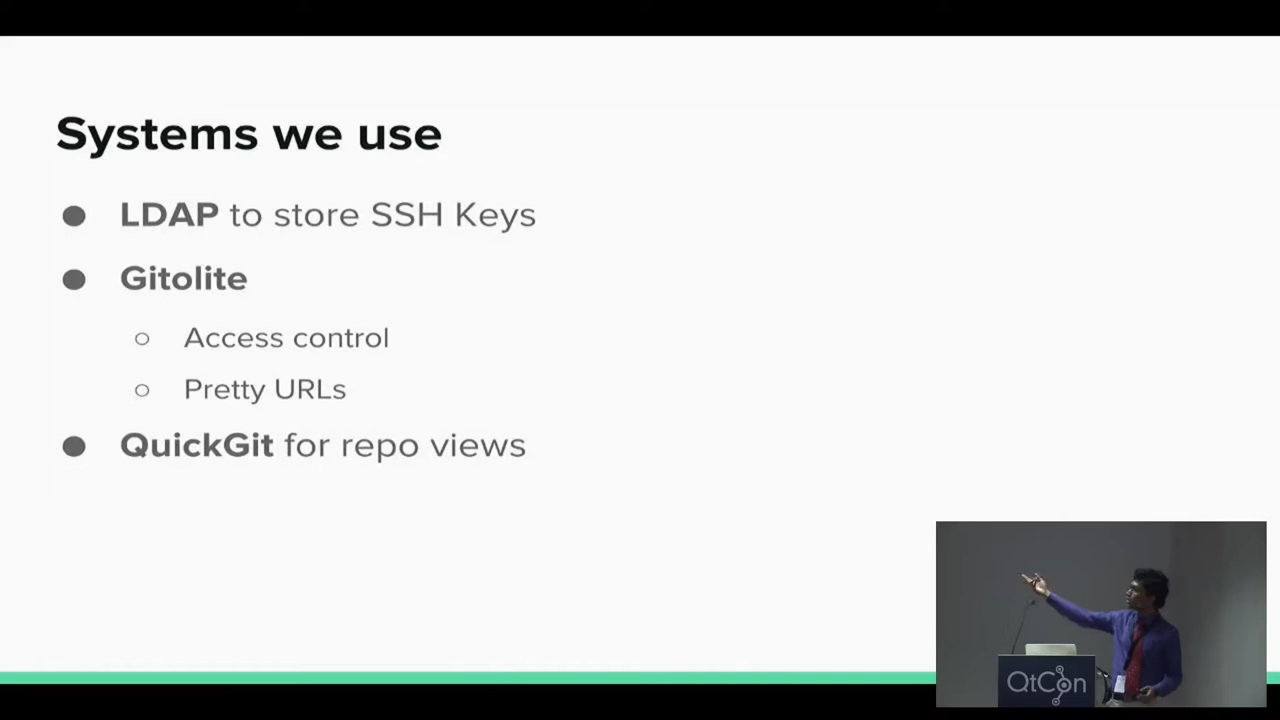 Systems we use
● LDAP to store SSH Keys
● Gitolite
○ Access control
○ Pretty URLs
● QuickGit for repo views
QtCon